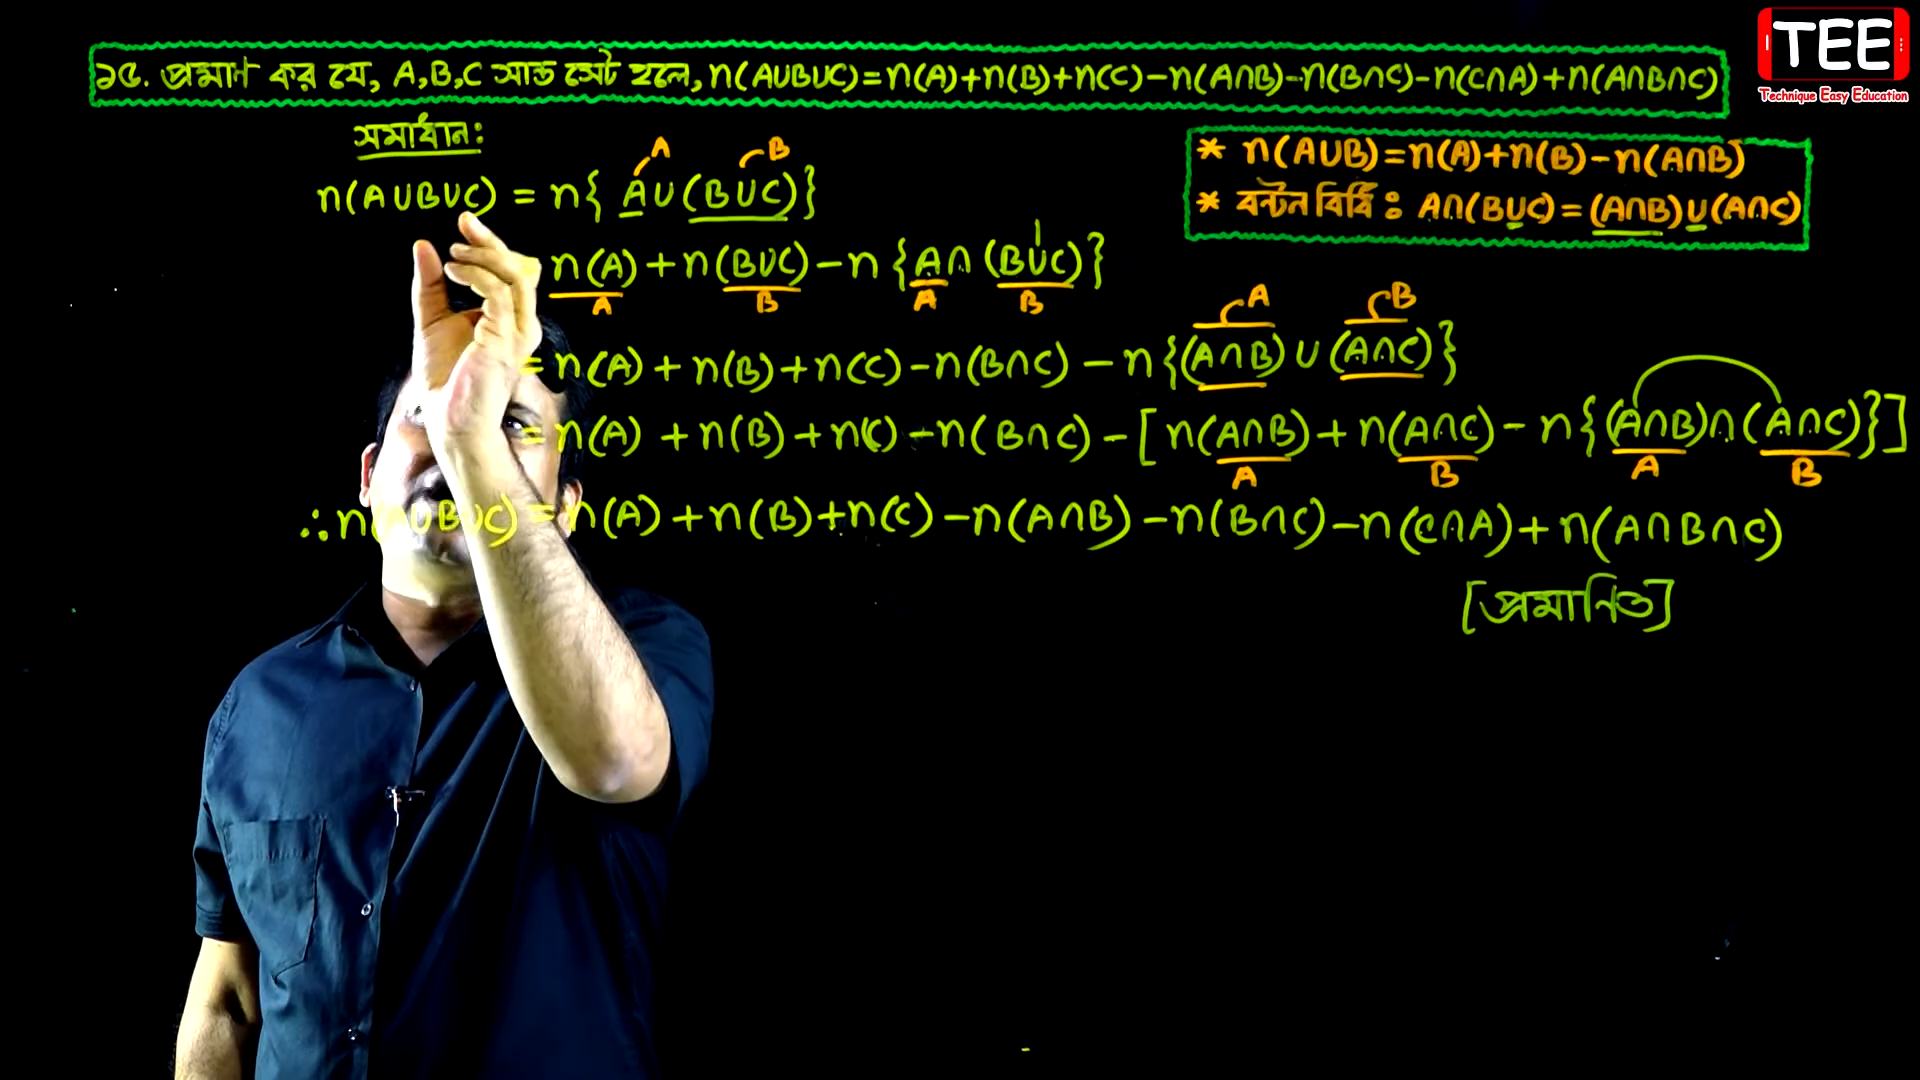 TEE
Technique Easy Education
১৫. প্রমাণ কর যে, A,B,C সান্ত সেট হলে, n(A∪B∪C)=n(A)+n(B)+n(C)−n(A∩B)−n(B∩C)−n(C∩A)+n(A∩B∩C)
সমাধান:
* n(A∪B)=n(A)+n(B)−n(A∩B)
* বন্টন বিধি: A∩(B∪C)=(A∩B)∪(A∩C)
A B
n(A∪B∪C) = n{ A∪(B∪C)}
n(A)+n(B∪C)−n{A∩(B∪C)}
A B A B
A B
= n(A)+n(B)+n(C)−n(B∩C)−n{(A∩B)∪(A∩C)}
= n(A)+n(B)+n(C)−n(B∩C)−[n(A∩B)+n(A∩C)−n{(A∩B)∩(A∩C)}]
A B A B
∴n(A∪B∪C)=n(A)+n(B)+n(C)−n(A∩B)−n(B∩C)−n(C∩A)+n(A∩B∩C)
[প্রমানিত]